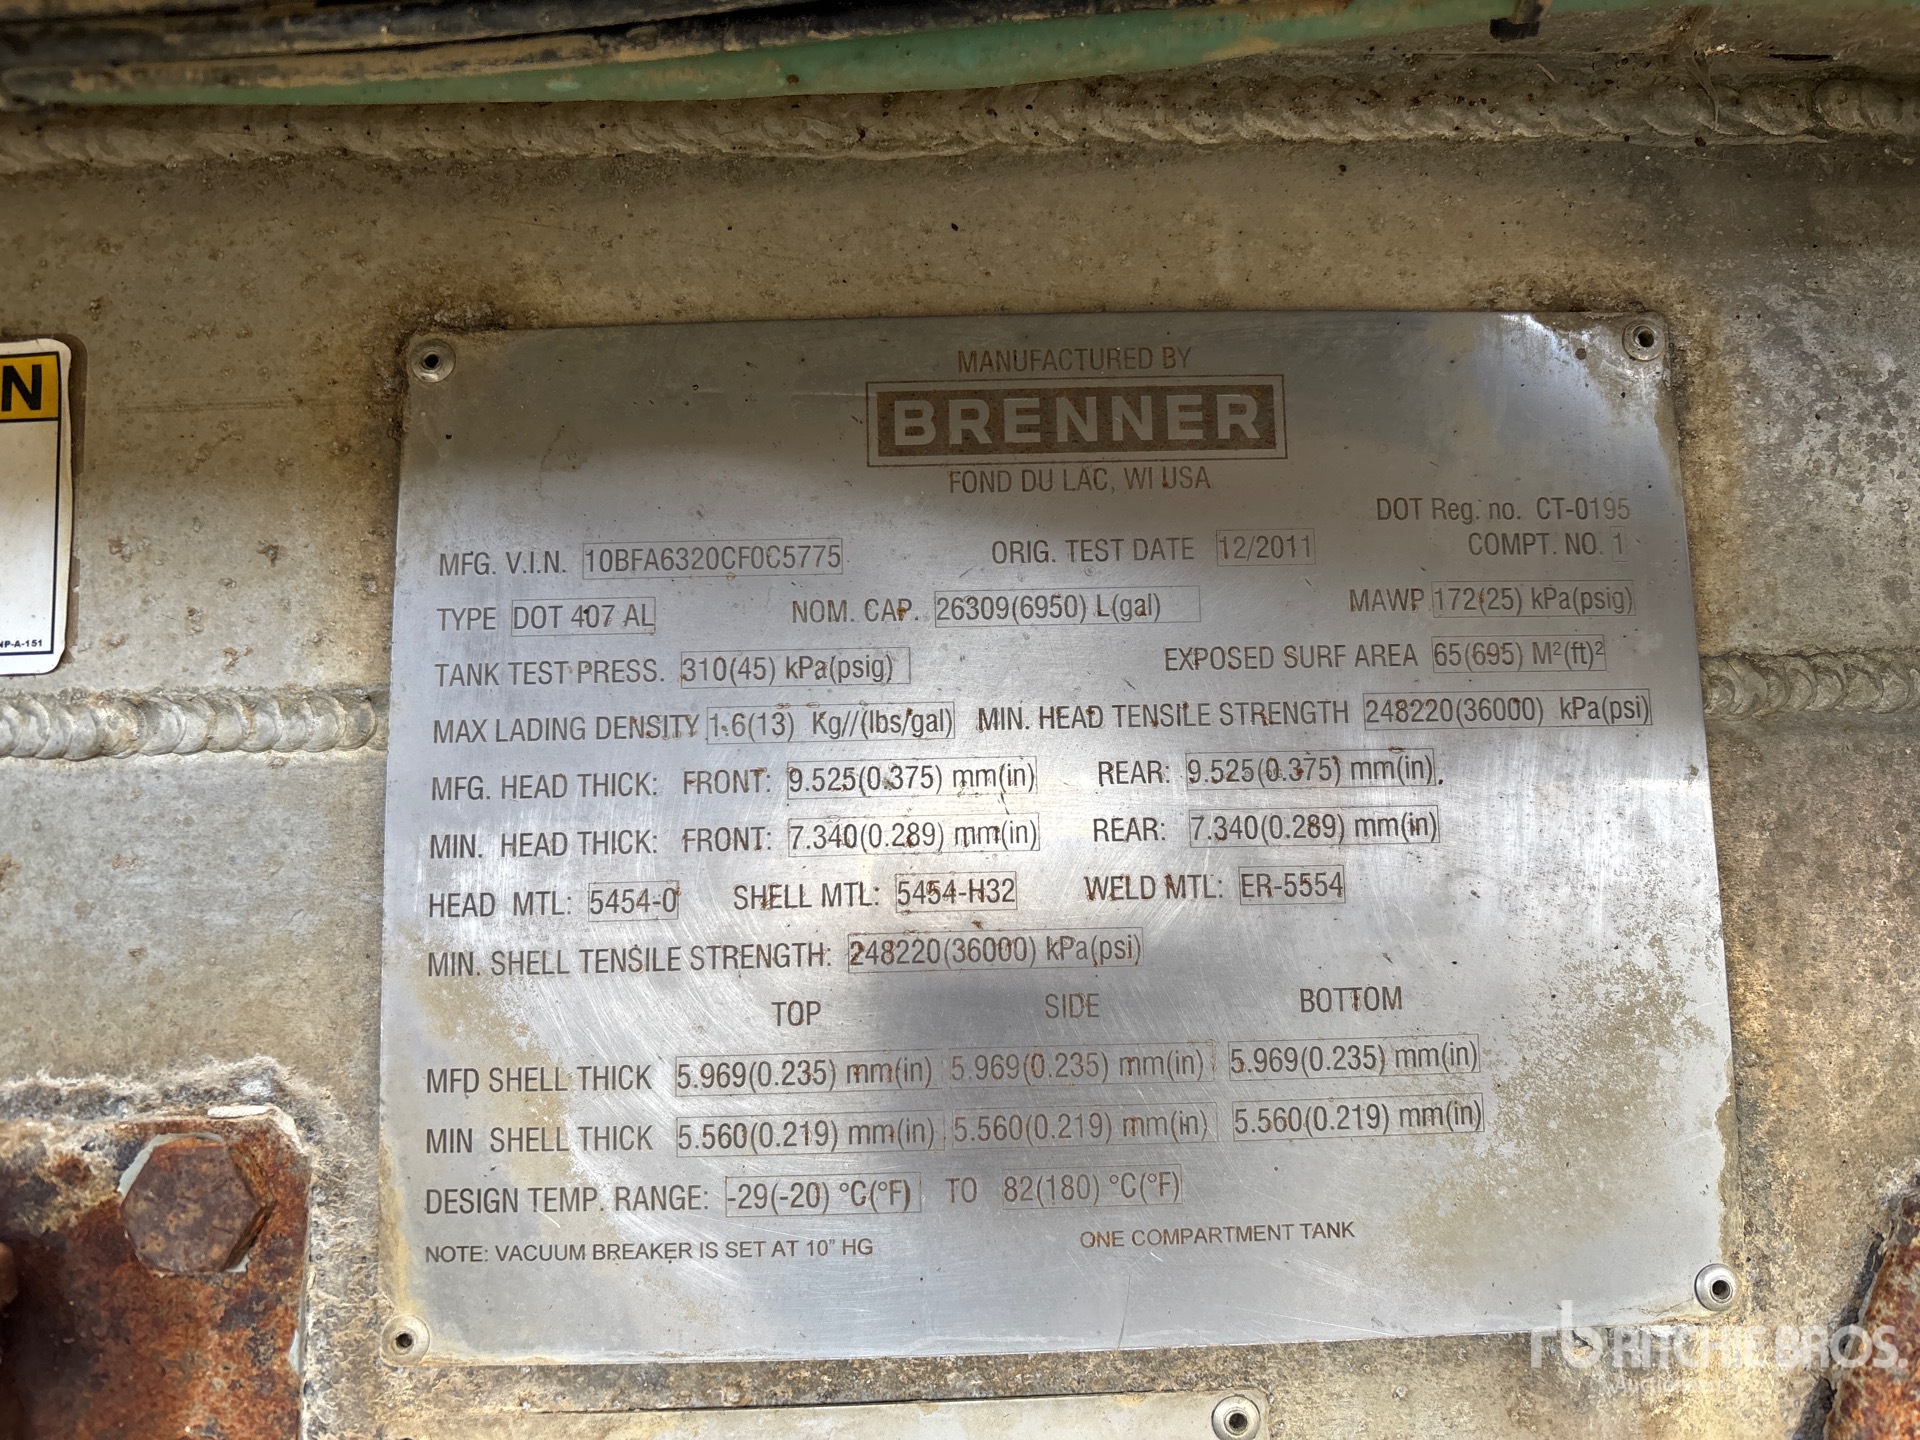 N
NP-A-151
MANUFACTURED BY
BRENNER
FOND DU LAC, WI USA
DOT Reg. no. CT-0195
MFG. V.I.N. 10BFA6320CF0C5775 ORIG. TEST DATE 12/2011 COMPT. NO. 1
TYPE DOT 407 AL NOM. CAP. 26309(6950) L(gal) MAWP 172(25) kPa(psig)
TANK TEST PRESS. 310(45) kPa(psig) EXPOSED SURF AREA 65(695) M²(ft)²
MAX LADING DENSITY 1.6(13) Kg//(lbs/gal) MIN. HEAD TENSILE STRENGTH 248220(36000) kPa(psi)
MFG. HEAD THICK: FRONT: 9.525(0.375) mm(in) REAR: 9.525(0.375) mm(in).
MIN. HEAD THICK: FRONT: 7.340(0.289) mm(in) REAR: 7.340(0.289) mm(in)
HEAD MTL: 5454-0 SHELL MTL: 5454-H32 WELD MTL: ER-5554
MIN. SHELL TENSILE STRENGTH: 248220(36000) kPa(psi)
TOP SIDE BOTTOM
MFD SHELL THICK 5.969(0.235) mm(in) 5.969(0.235) mm(in) 5.969(0.235) mm(in)
MIN SHELL THICK 5.560(0.219) mm(in) 5.560(0.219) mm(in) 5.560(0.219) mm(in)
DESIGN TEMP. RANGE: -29(-20) °C(°F) TO 82(180) °C(°F)
NOTE: VACUUM BREAKER IS SET AT 10" HG ONE COMPARTMENT TANK
rb RITCHIE BROS.
Auctioneers